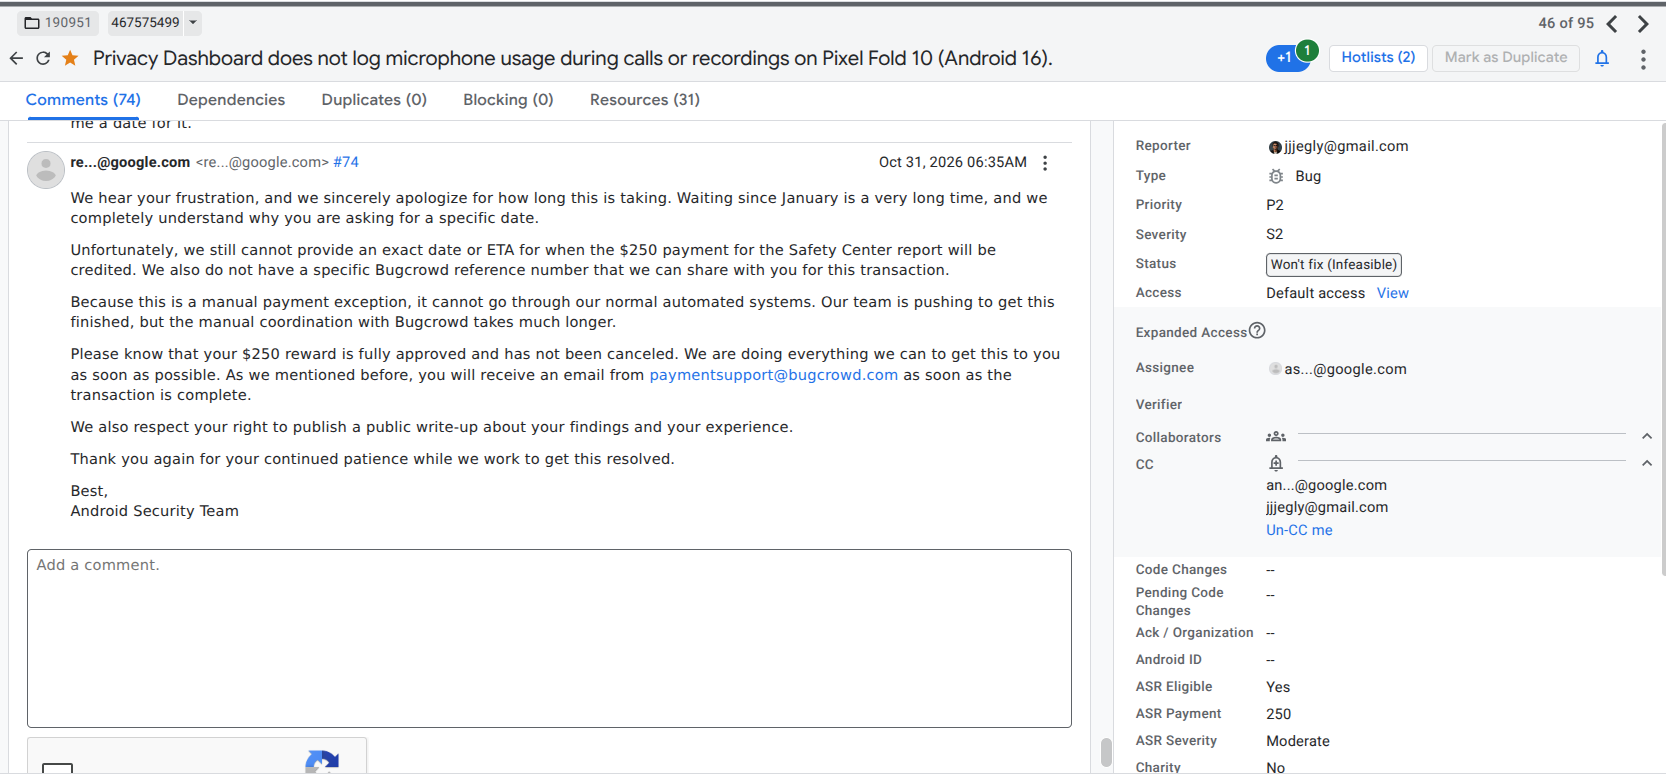 190951
467575499
46 of 95
Privacy Dashboard does not log microphone usage during calls or recordings on Pixel Fold 10 (Android 16).
+1
1
Hotlists (2)
Mark as Duplicate
Comments (74)
Dependencies
Duplicates (0)
Blocking (0)
Resources (31)
me a date for it.
re...@google.com <re...@google.com> #74
Oct 31, 2026 06:35AM
We hear your frustration, and we sincerely apologize for how long this is taking. Waiting since January is a very long time, and we
completely understand why you are asking for a specific date.
Unfortunately, we still cannot provide an exact date or ETA for when the $250 payment for the Safety Center report will be
credited. We also do not have a specific Bugcrowd reference number that we can share with you for this transaction.
Because this is a manual payment exception, it cannot go through our normal automated systems. Our team is pushing to get this
finished, but the manual coordination with Bugcrowd takes much longer.
Please know that your $250 reward is fully approved and has not been canceled. We are doing everything we can to get this to you
as soon as possible. As we mentioned before, you will receive an email from paymentsupport@bugcrowd.com as soon as the
transaction is complete.
We also respect your right to publish a public write-up about your findings and your experience.
Thank you again for your continued patience while we work to get this resolved.
Best,
Android Security Team
Add a comment.
Reporter
jjjegly@gmail.com
Type
Bug
Priority
P2
Severity
S2
Status
Won't fix (Infeasible)
Access
Default access View
Expanded Access
Assignee
as...@google.com
Verifier
Collaborators
CC
an...@google.com
jjjegly@gmail.com
Un-CC me
Code Changes
--
Pending Code
Changes
--
Ack / Organization
--
Android ID
--
ASR Eligible
Yes
ASR Payment
250
ASR Severity
Moderate
Charity
No